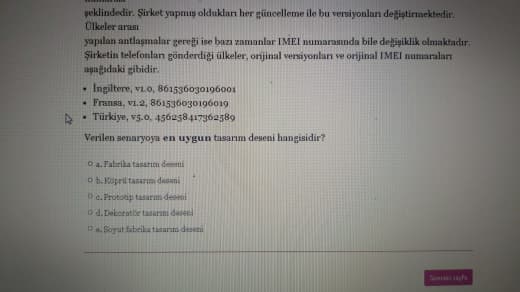 şeklindedir. Şirket yapmış oldukları her güncelleme ile bu versiyonları değiştirmektedir.
Ülkeler arası
yapılan antlaşmalar gereği ise bazı zamanlar IMEI numarasında bile değişiklik olmaktadır.
Şirketin telefonları gönderdiği ülkeler, orijinal versiyonları ve orijinal IMEI numaraları
aşağıdaki gibidir.
• İngiltere, v1.0, 861536030196001
• Fransa, v1.2, 861536030196019
• Türkiye, v5.0, 456258417362589
Verilen senaryoya en uygun tasarım deseni hangisidir?
a. Fabrika tasarım deseni
b. Köprü tasarım deseni
c. Prototip tasarım deseni
d. Dekoratör tasarım deseni
e. Soyut fabrika tasarım deseni
Sonraki sayfa